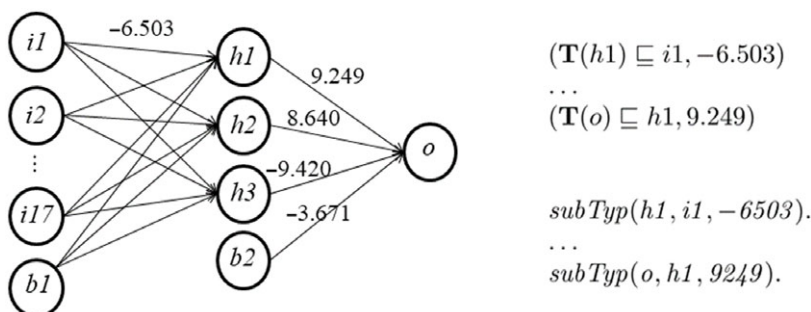 i1
−6.503
h1
9.249
i2
h2
8.640
o
⋮
h3
−9.420
i17
−3.671
b2
b1
(T(h1) ⊑ i1, −6.503)
...
(T(o) ⊑ h1, 9.249)
subTyp(h1, i1, −6503).
...
subTyp(o, h1, 9249).